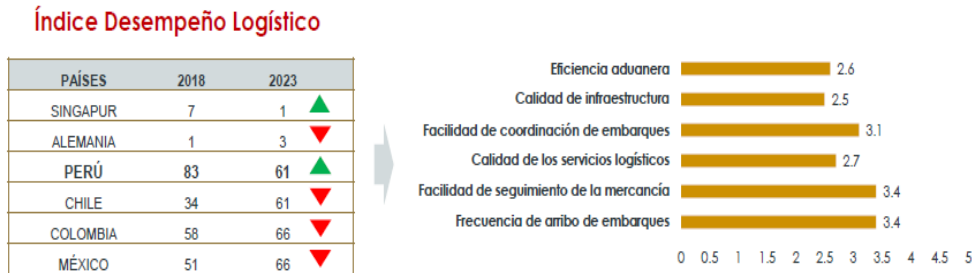 Índice Desempeño Logístico
PAÍSES 2018 2023
SINGAPUR 7 1
ALEMANIA 1 3
PERÚ 83 61
CHILE 34 61
COLOMBIA 58 66
MÉXICO 51 66
Eficiencia aduanera 2.6
Calidad de infraestructura 2.5
Facilidad de coordinación de embarques 3.1
Calidad de los servicios logísticos 2.7
Facilidad de seguimiento de la mercancía 3.4
Frecuencia de arribo de embarques 3.4
0 0.5 1 1.5 2 2.5 3 3.5 4 4.5 5